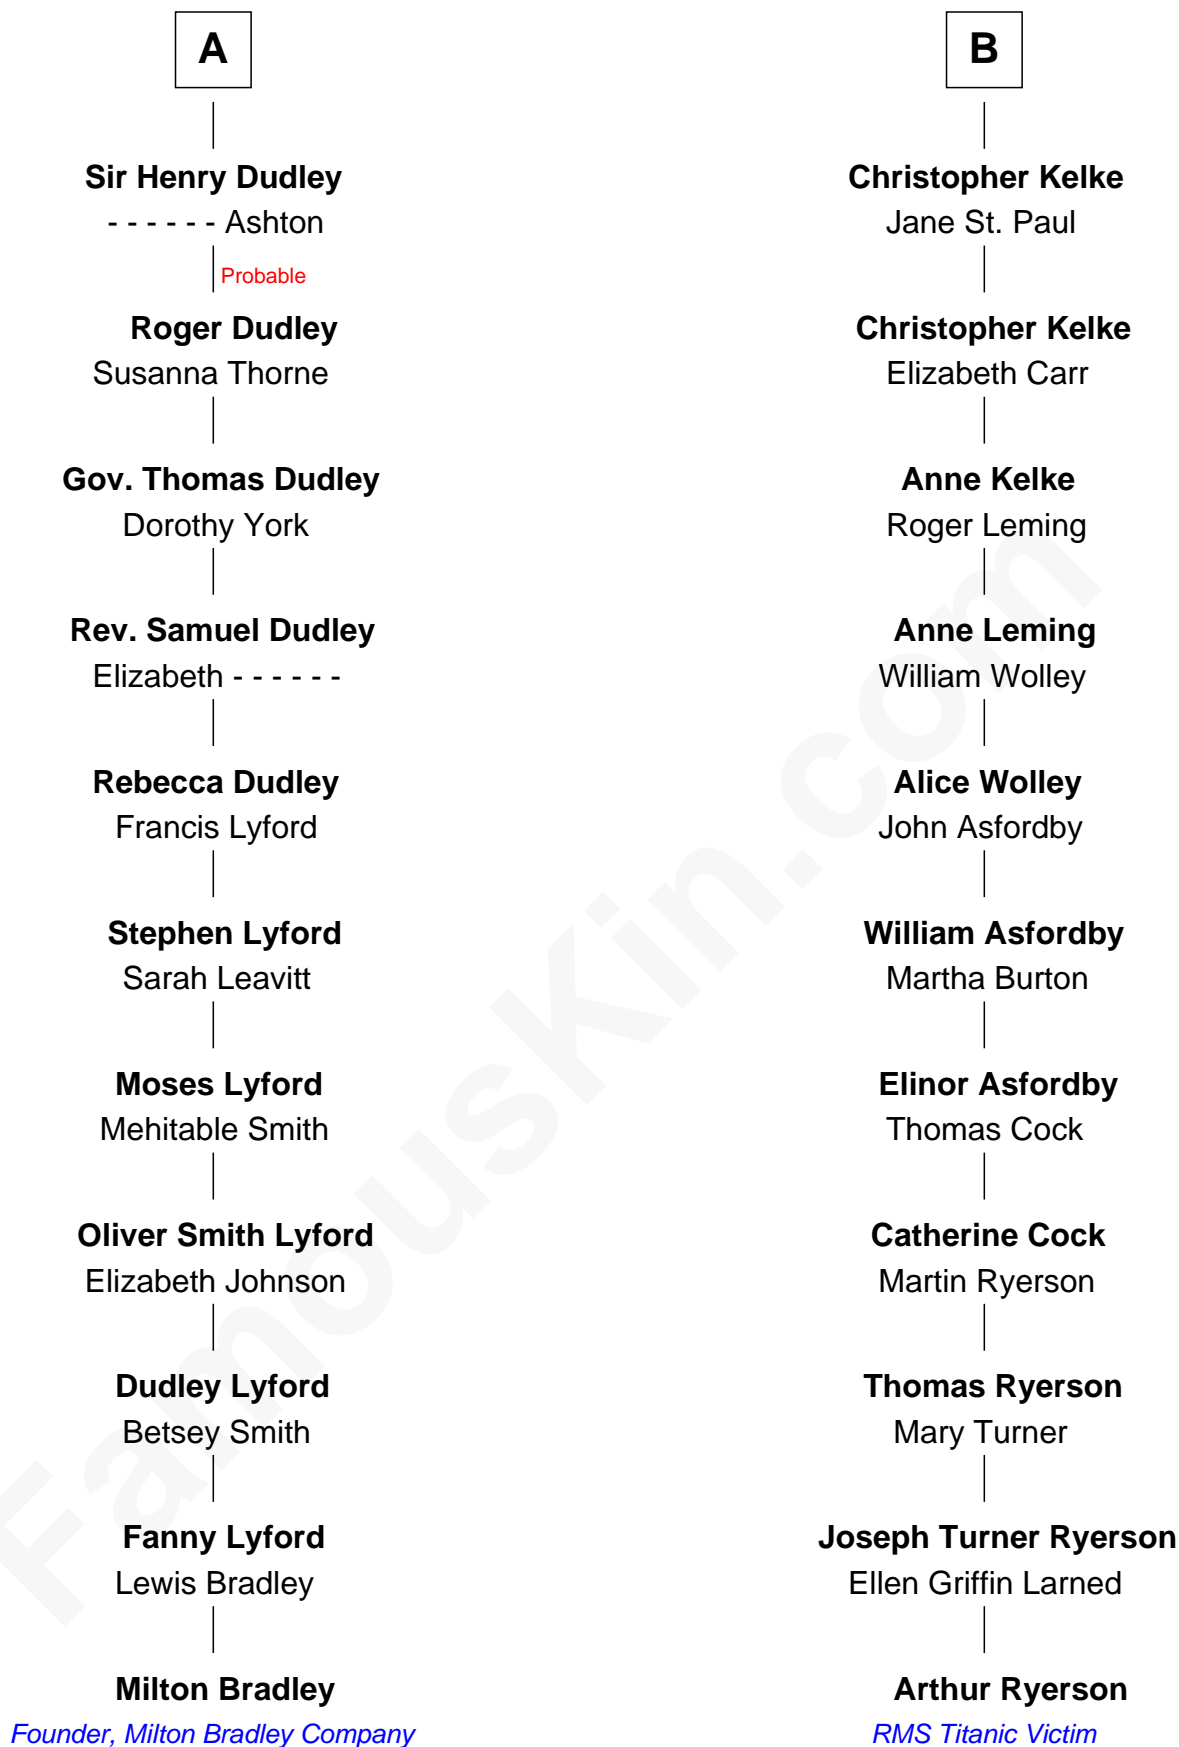 A
Sir Henry Dudley
- - - - - - Ashton
Probable
Roger Dudley
Susanna Thorne
Gov. Thomas Dudley
Dorothy York
Rev. Samuel Dudley
Elizabeth - - - - - -
Rebecca Dudley
Francis Lyford
Stephen Lyford
Sarah Leavitt
Moses Lyford
Mehitable Smith
Oliver Smith Lyford
Elizabeth Johnson
Dudley Lyford
Betsey Smith
Fanny Lyford
Lewis Bradley
Milton Bradley
Founder, Milton Bradley Company
B
Christopher Kelke
Jane St. Paul
Christopher Kelke
Elizabeth Carr
Anne Kelke
Roger Leming
Anne Leming
William Wolley
Alice Wolley
John Asfordby
William Asfordby
Martha Burton
Elinor Asfordby
Thomas Cock
Catherine Cock
Martin Ryerson
Thomas Ryerson
Mary Turner
Joseph Turner Ryerson
Ellen Griffin Larned
Arthur Ryerson
RMS Titanic Victim
FamousKin.com